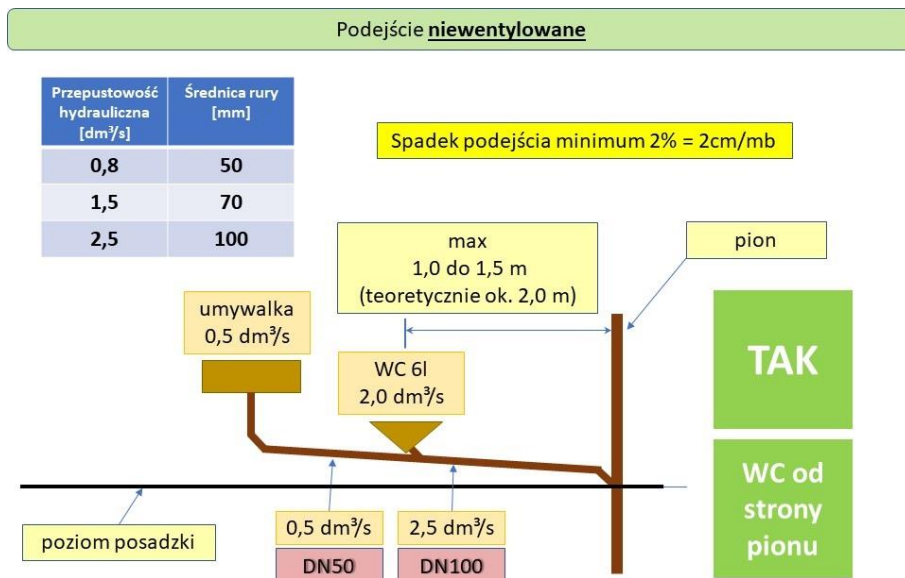 Podejście niewentylowane
Przepustowość
hydrauliczna
[dm³/s]
Średnica rury
[mm]
0,8 50
1,5 70
2,5 100
Spadek podejścia minimum 2% = 2cm/mb
max
1,0 do 1,5 m
(teoretycznie ok. 2,0 m)
pion
umywalka
0,5 dm³/s
WC 6l
2,0 dm³/s
TAK
WC od
strony
pionu
poziom posadzki
0,5 dm³/s
DN50
2,5 dm³/s
DN100